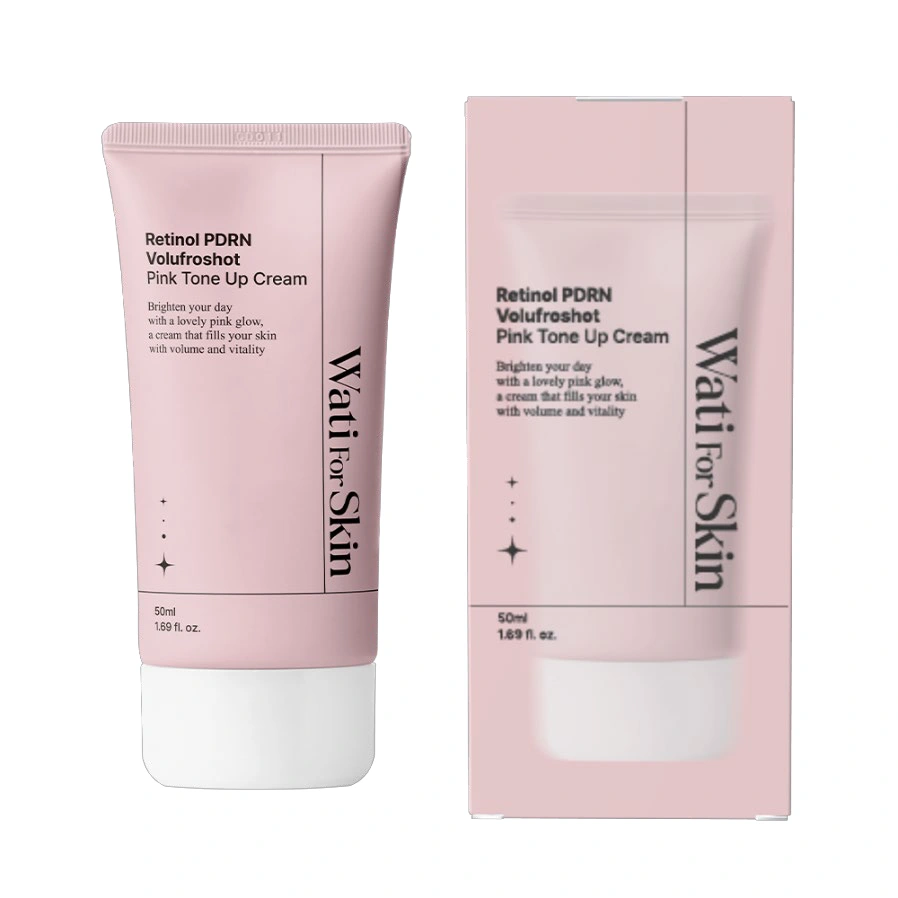 Retinol PDRN
Volufroshot
Pink Tone Up Cream
Brighten your day
with a lovely pink glow,
a cream that fills your skin
with volume and vitality
Wati For Skin
50ml
1.69 fl. oz.
Retinol PDRN
Volufroshot
Pink Tone Up Cream
Brighten your day
with a lovely pink glow,
a cream that fills your skin
with volume and vitality
Wati For Skin
50ml
1.69 fl. oz.